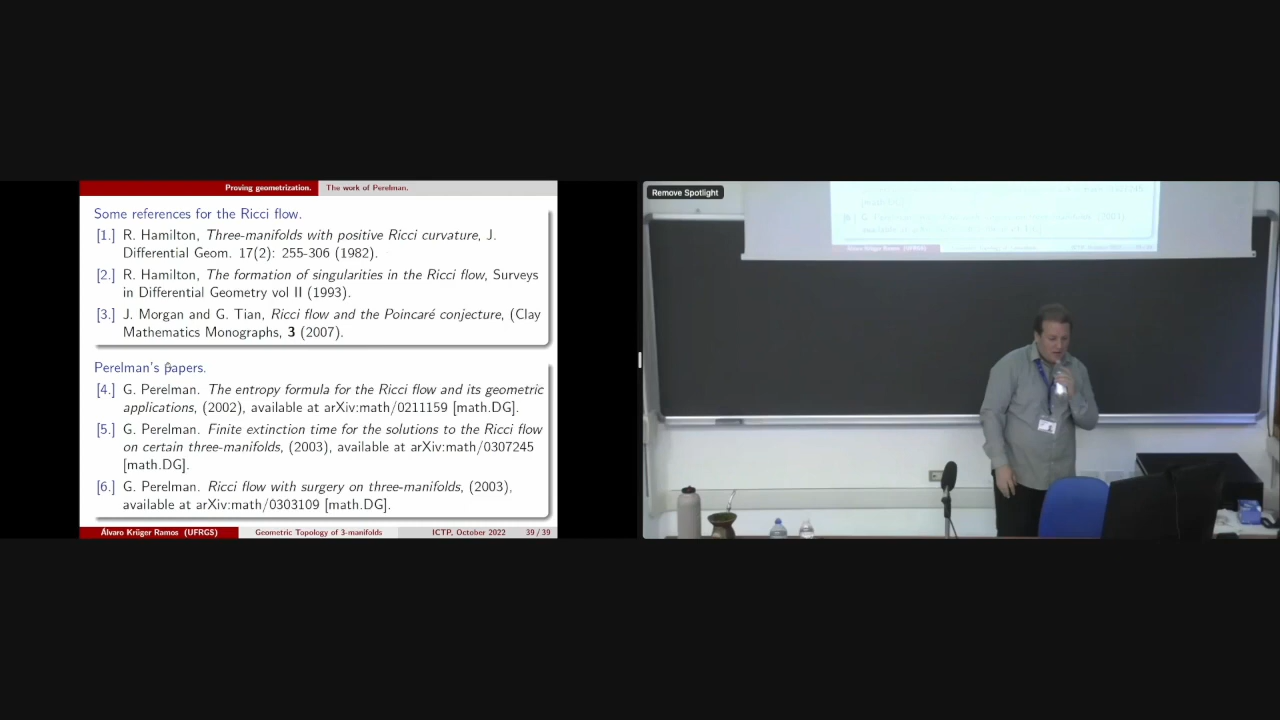 Proving geometrization. The work of Perelman.
Some references for the Ricci flow.
[1.] R. Hamilton, Three-manifolds with positive Ricci curvature, J.
Differential Geom. 17(2): 255-306 (1982).
[2.] R. Hamilton, The formation of singularities in the Ricci flow, Surveys
in Differential Geometry vol II (1993).
[3.] J. Morgan and G. Tian, Ricci flow and the Poincaré conjecture, (Clay
Mathematics Monographs, 3 (2007).
Perelman's papers.
[4.] G. Perelman. The entropy formula for the Ricci flow and its geometric
applications, (2002), available at arXiv:math/0211159 [math.DG].
[5.] G. Perelman. Finite extinction time for the solutions to the Ricci flow
on certain three-manifolds, (2003), available at arXiv:math/0307245
[math.DG].
[6.] G. Perelman. Ricci flow with surgery on three-manifolds, (2003),
available at arXiv:math/0303109 [math.DG].
Álvaro Krüger Ramos (UFRGS) Geometric Topology of 3-manifolds ICTP, October 2022 39 / 39
Remove Spotlight